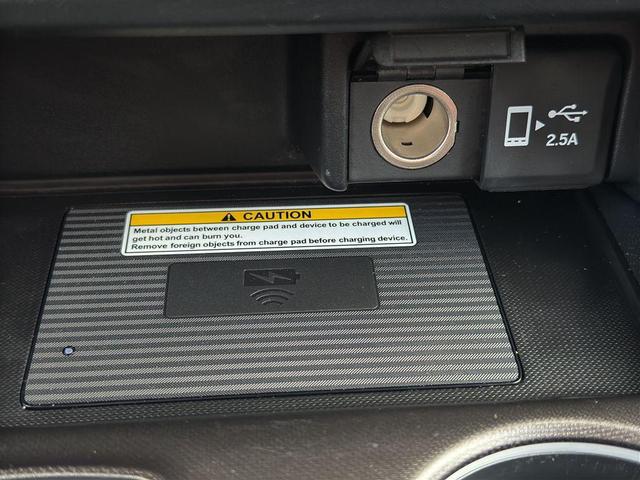 2.5A
CAUTION
Metal objects between charge pad and device to be charged will
get hot and can burn you.
Remove foreign objects from charge pad before charging device.